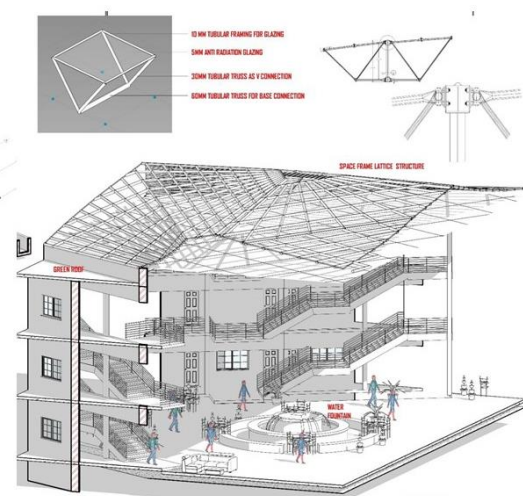 10 MM TUBULAR FRAMING FOR GLAZING
5MM ANTI RADIATION GLAZING
30MM TUBULAR TRUSS AS V CONNECTION
60MM TUBULAR TRUSS FOR BASE CONNECTION
SPACE FRAME LATTICE STRUCTURE
GREEN ROOF
WATER
FOUNTAIN